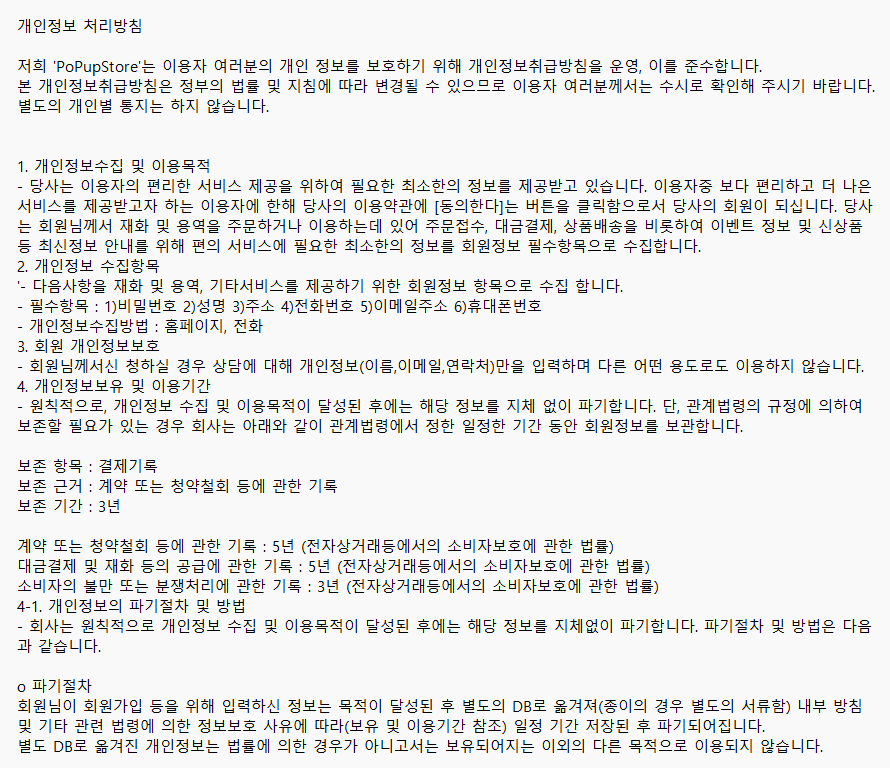 개인정보 처리방침
저희 'PoPupStore'는 이용자 여러분의 개인 정보를 보호하기 위해 개인정보취급방침을 운영, 이를 준수합니다.
본 개인정보취급방침은 정부의 법률 및 지침에 따라 변경될 수 있으므로 이용자 여러분께서는 수시로 확인해 주시기 바랍니다.
별도의 개인별 통지는 하지 않습니다.
1. 개인정보수집 및 이용목적
- 당사는 이용자의 편리한 서비스 제공을 위하여 필요한 최소한의 정보를 제공받고 있습니다. 이용자중 보다 편리하고 더 나은
서비스를 제공받고자 하는 이용자에 한해 당사의 이용약관에 [동의한다]는 버튼을 클릭함으로서 당사의 회원이 되십니다. 당사
는 회원님께서 재화 및 용역을 주문하거나 이용하는데 있어 주문접수, 대금결제, 상품배송을 비롯하여 이벤트 정보 및 신상품
등 최신정보 안내를 위해 편의 서비스에 필요한 최소한의 정보를 회원정보 필수항목으로 수집합니다.
2. 개인정보 수집항목
'- 다음사항을 재화 및 용역, 기타서비스를 제공하기 위한 회원정보 항목으로 수집 합니다.
- 필수항목 : 1)비밀번호 2)성명 3)주소 4)전화번호 5)이메일주소 6)휴대폰번호
- 개인정보수집방법 : 홈페이지, 전화
3. 회원 개인정보보호
- 회원님께서신 청하실 경우 상담에 대해 개인정보(이름,이메일,연락처)만을 입력하며 다른 어떤 용도로도 이용하지 않습니다.
4. 개인정보보유 및 이용기간
- 원칙적으로, 개인정보 수집 및 이용목적이 달성된 후에는 해당 정보를 지체 없이 파기합니다. 단, 관계법령의 규정에 의하여
보존할 필요가 있는 경우 회사는 아래와 같이 관계법령에서 정한 일정한 기간 동안 회원정보를 보관합니다.
보존 항목 : 결제기록
보존 근거 : 계약 또는 청약철회 등에 관한 기록
보존 기간 : 3년
계약 또는 청약철회 등에 관한 기록 : 5년 (전자상거래등에서의 소비자보호에 관한 법률)
대금결제 및 재화 등의 공급에 관한 기록 : 5년 (전자상거래등에서의 소비자보호에 관한 법률)
소비자의 불만 또는 분쟁처리에 관한 기록 : 3년 (전자상거래등에서의 소비자보호에 관한 법률)
4-1. 개인정보의 파기절차 및 방법
- 회사는 원칙적으로 개인정보 수집 및 이용목적이 달성된 후에는 해당 정보를 지체없이 파기합니다. 파기절차 및 방법은 다음
과 같습니다.
o 파기절차
회원님이 회원가입 등을 위해 입력하신 정보는 목적이 달성된 후 별도의 DB로 옮겨져(종이의 경우 별도의 서류함) 내부 방침
및 기타 관련 법령에 의한 정보보호 사유에 따라(보유 및 이용기간 참조) 일정 기간 저장된 후 파기되어집니다.
별도 DB로 옮겨진 개인정보는 법률에 의한 경우가 아니고서는 보유되어지는 이외의 다른 목적으로 이용되지 않습니다.